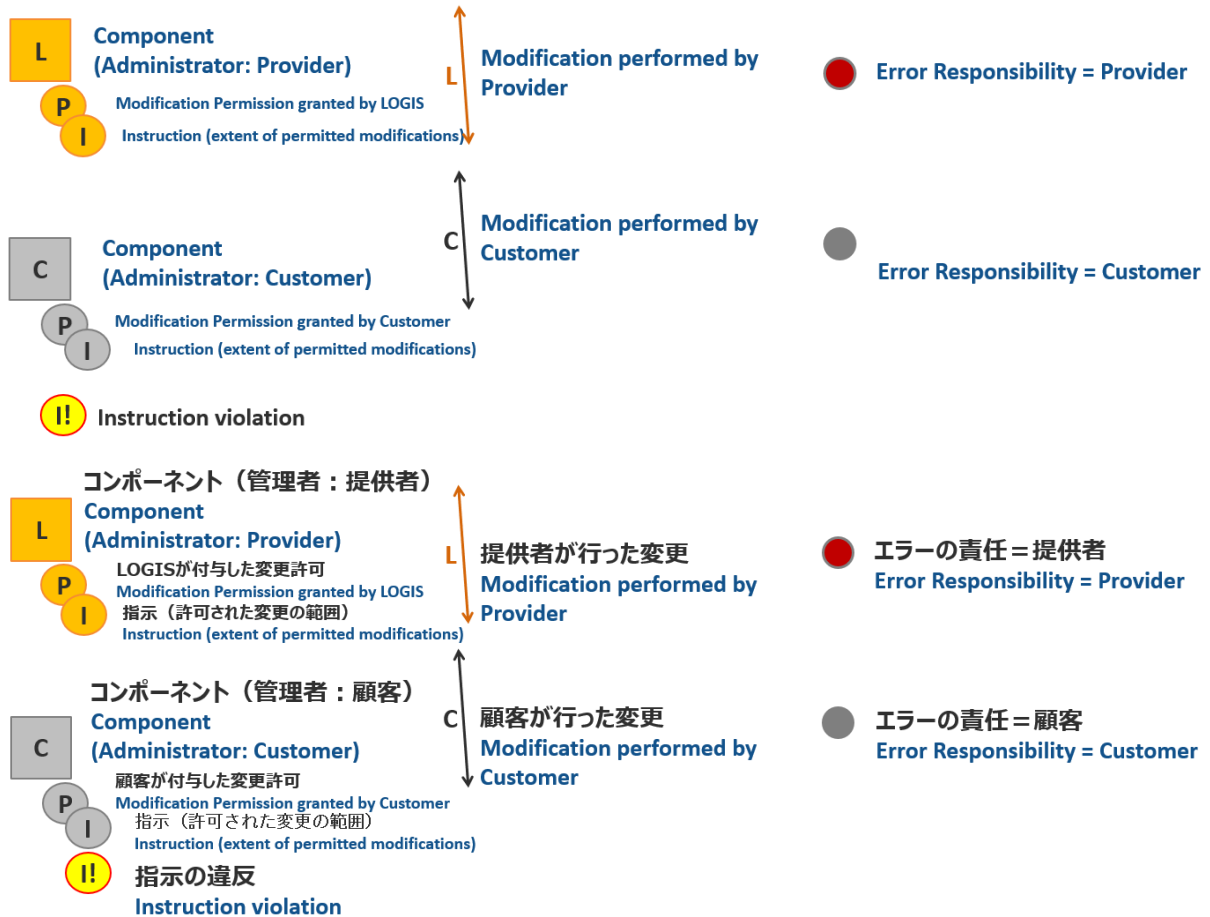 L
Component
(Administrator: Provider)
P
Modification Permission granted by LOGIS
I
Instruction (extent of permitted modifications)
L
Modification performed by
Provider
Error Responsibility = Provider
C
Component
(Administrator: Customer)
P
Modification Permission granted by Customer
I
Instruction (extent of permitted modifications)
C
Modification performed by
Customer
Error Responsibility = Customer
I!
Instruction violation
コンポーネント（管理者：提供者）
L
Component
(Administrator: Provider)
LOGISが付与した変更許可
P
Modification Permission granted by LOGIS
指示（許可された変更の範囲）
I
Instruction (extent of permitted modifications)
L
提供者が行った変更
Modification performed by
Provider
エラーの責任＝提供者
Error Responsibility = Provider
コンポーネント（管理者：顧客）
C
Component
(Administrator: Customer)
顧客が付与した変更許可
P
Modification Permission granted by Customer
指示（許可された変更の範囲）
I
Instruction (extent of permitted modifications)
C
顧客が行った変更
Modification performed by
Customer
エラーの責任＝顧客
Error Responsibility = Customer
I!
指示の違反
Instruction violation